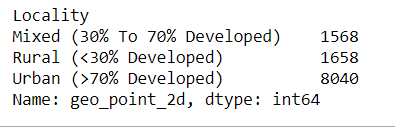 Locality
Mixed (30% To 70% Developed)    1568
Rural (<30% Developed)          1658
Urban (>70% Developed)          8040
Name: geo_point_2d, dtype: int64